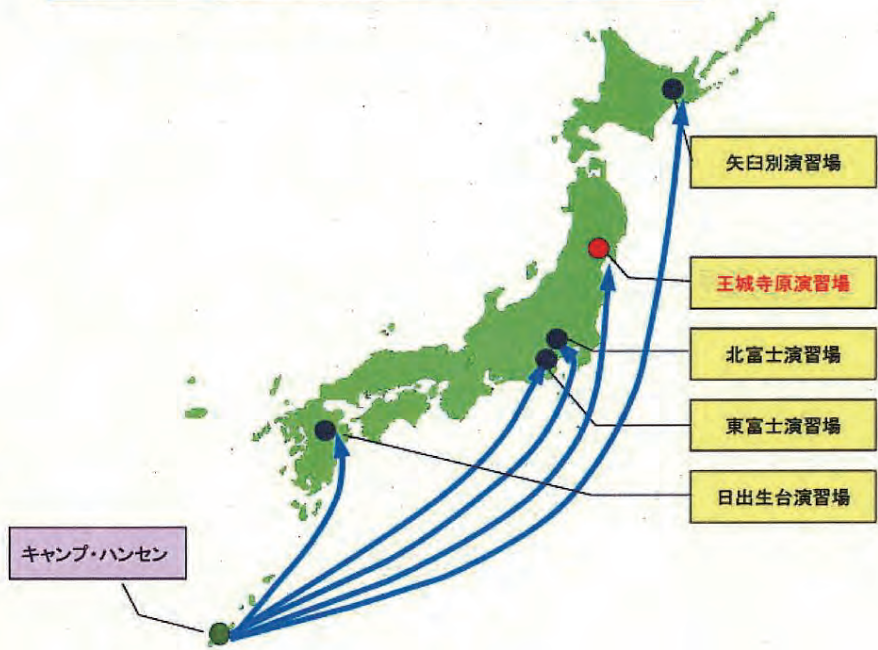 矢臼別演習場
王城寺原演習場
北富士演習場
東富士演習場
日出生台演習場
キャンプ・ハンセン